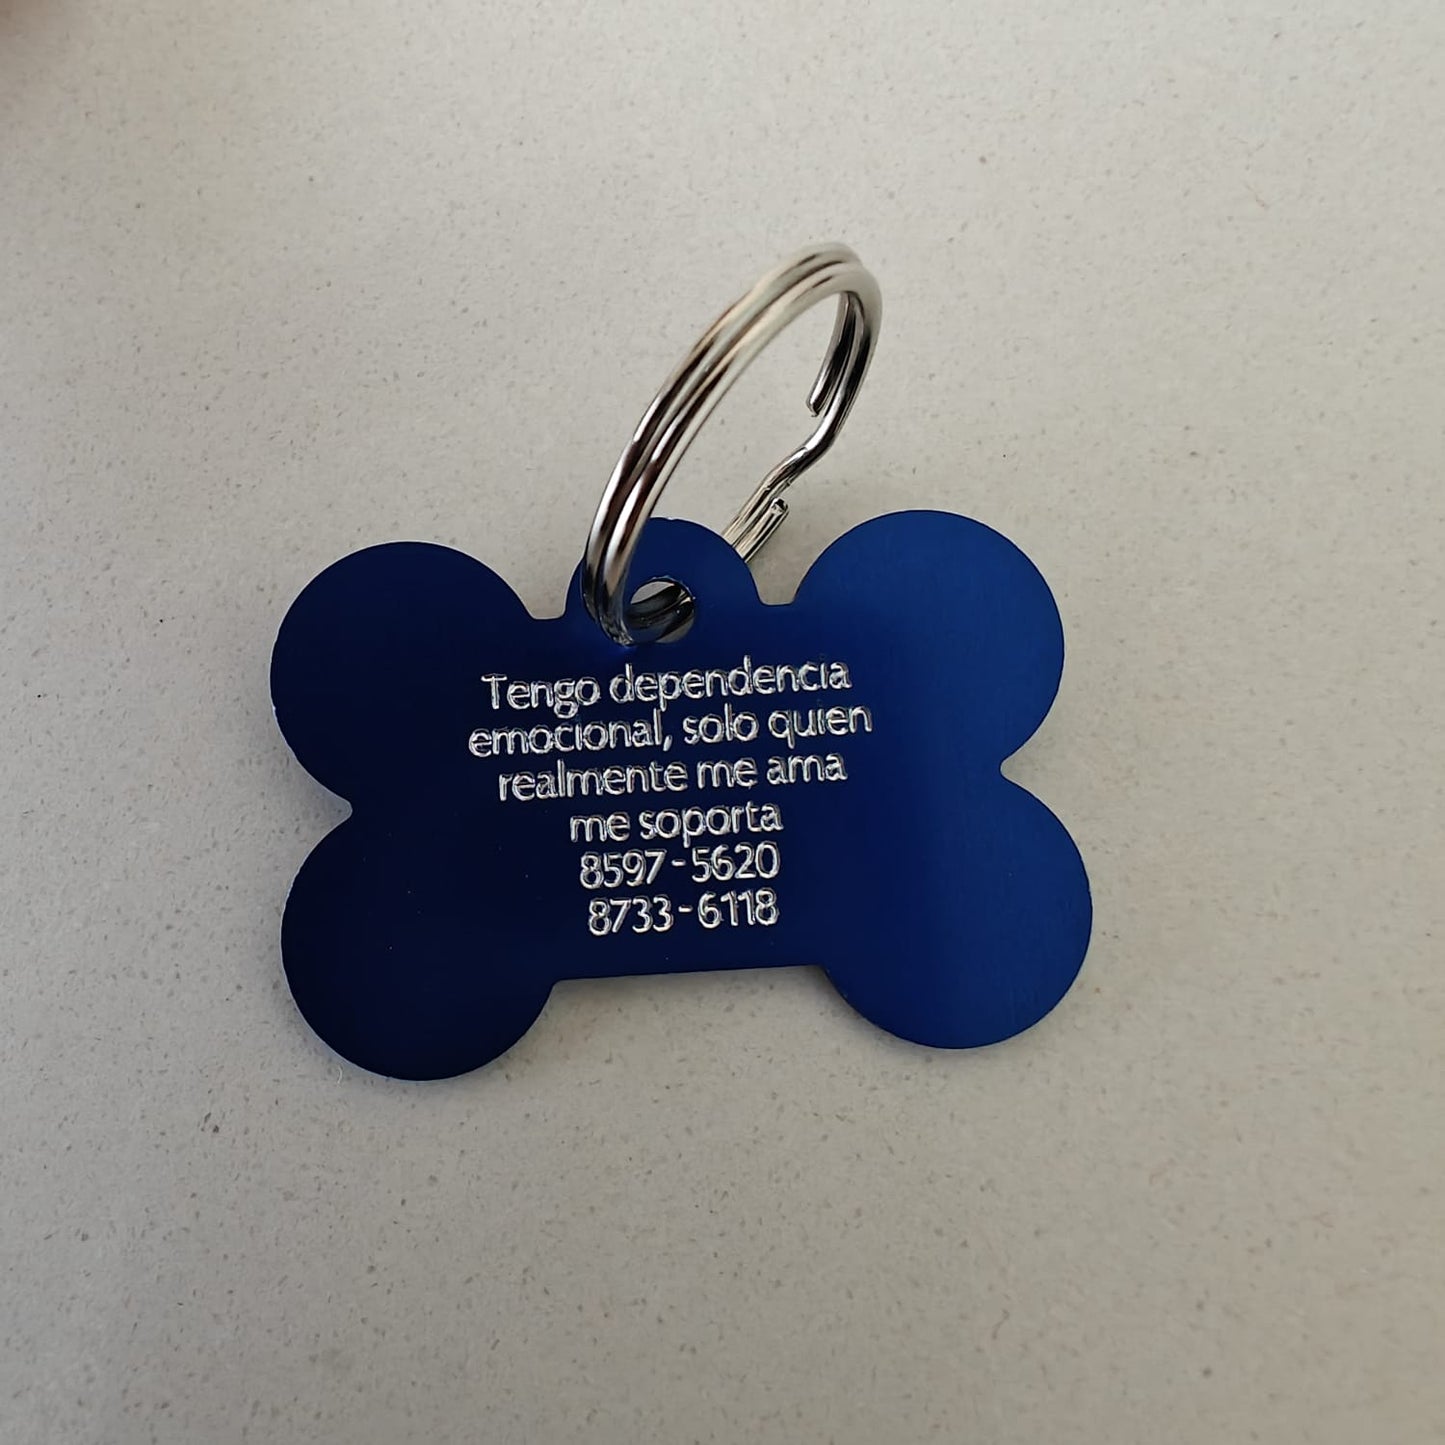 Tengo dependencia
emocional, solo quien
realmente me ama
me soporta
8597-5620
8733-6118